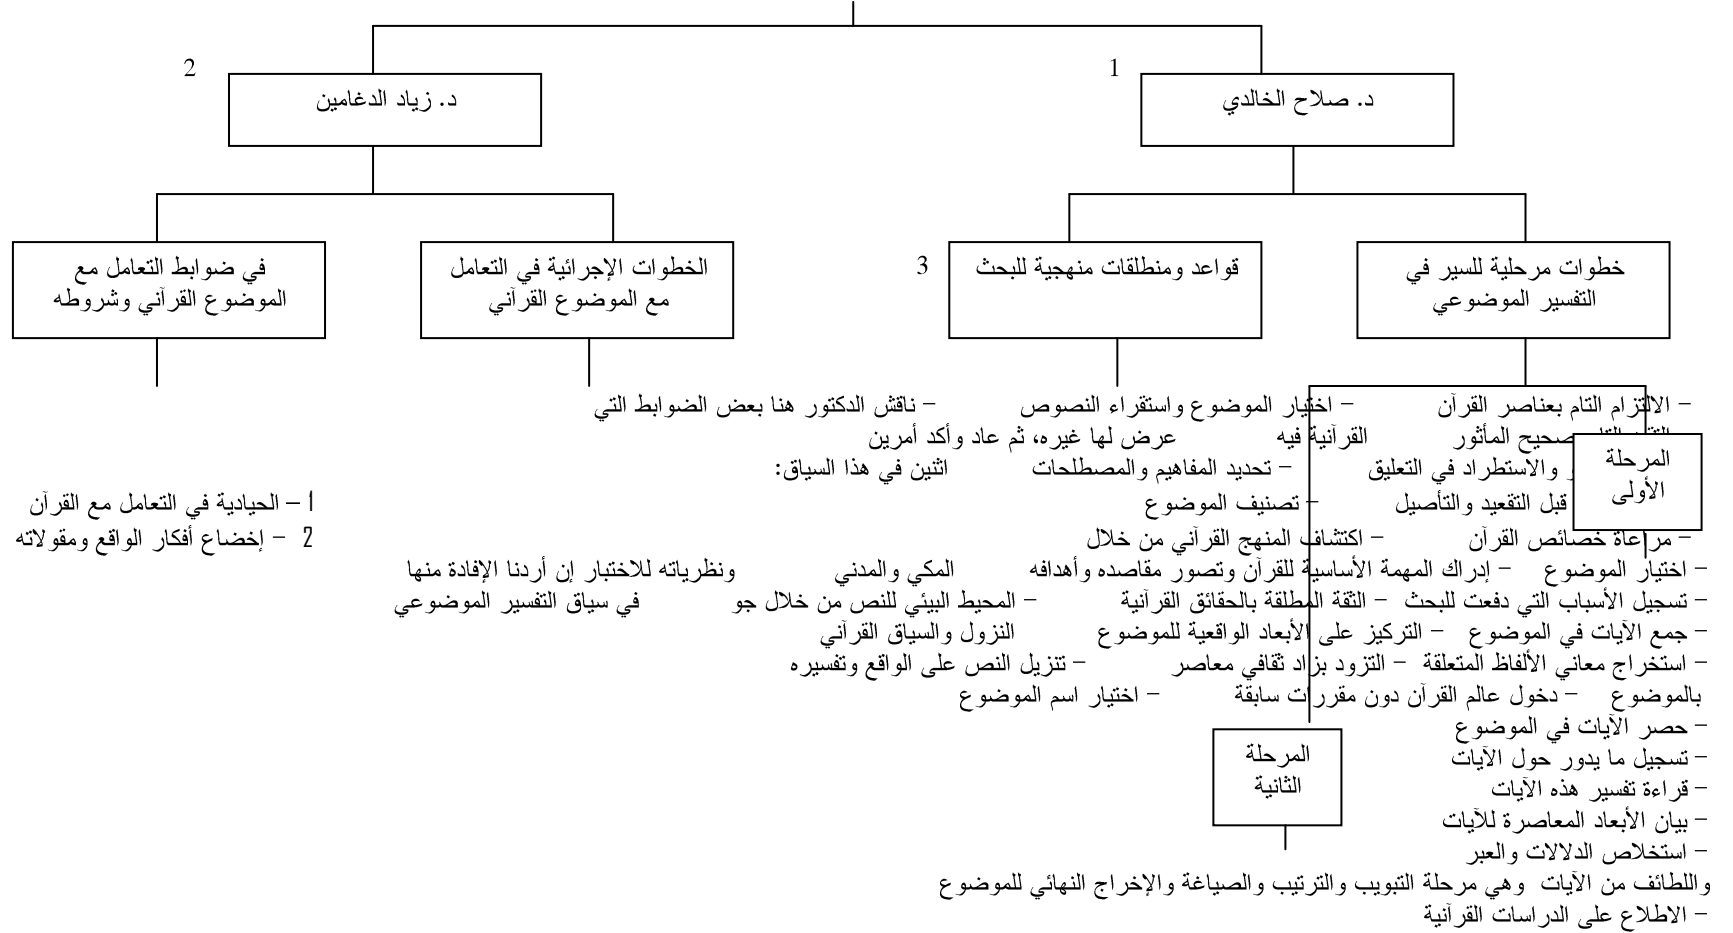 1
د. صلاح الخالدي
2
د. زياد الدغامين
خطوات مرحلية للسير في
التفسير الموضوعي
3
قواعد ومنطلقات منهجية للبحث
الخطوات الإجرائية في التعامل
مع الموضوع القرآني
في ضوابط التعامل مع
الموضوع القرآني وشروطه
– الالتزام التام بعناصر القرآن – اختيار الموضوع واستقراء النصوص – ناقش الدكتور هنا بعض الضوابط التي
صحيح المأثور القرآنية فيه عرض لها غيره، ثم عاد وأكد أمرين
والاستطراد في التعليق – تحديد المفاهيم والمصطلحات اثنين في هذا السياق:
المرحلة
الأولى
قبل التقعيد والتأصيل – تصنيف الموضوع
1 – الحيادية في التعامل مع القرآن
– مراعاة خصائص القرآن – اكتشاف المنهج القرآني من خلال
2 – إخضاع أفكار الواقع ومقولاته
– اختيار الموضوع – إدراك المهمة الأساسية للقرآن وتصور مقاصده وأهدافه المكي والمدني ونظرياته للاختبار إن أردنا الإفادة منها
– تسجيل الأسباب التي دفعت للبحث – الثقة المطلقة بالحقائق القرآنية – المحيط البيئي للنص من خلال جو في سياق التفسير الموضوعي
– جمع الآيات في الموضوع – التركيز على الأبعاد الواقعية للموضوع النزول والسياق القرآني
– استخراج معاني الألفاظ المتعلقة – التزود بزاد ثقافي معاصر – تنزيل النص على الواقع وتفسيره
بالموضوع – دخول عالم القرآن دون مقررات سابقة – اختيار اسم الموضوع
– حصر الآيات في الموضوع
المرحلة
الثانية
– تسجيل ما يدور حول الآيات
– قراءة تفسير هذه الآيات
– بيان الأبعاد المعاصرة للآيات
– استخلاص الدلالات والعبر
واللطائف من الآيات وهي مرحلة التبويب والترتيب والصياغة والإخراج النهائي للموضوع
– الاطلاع على الدراسات القرآنية